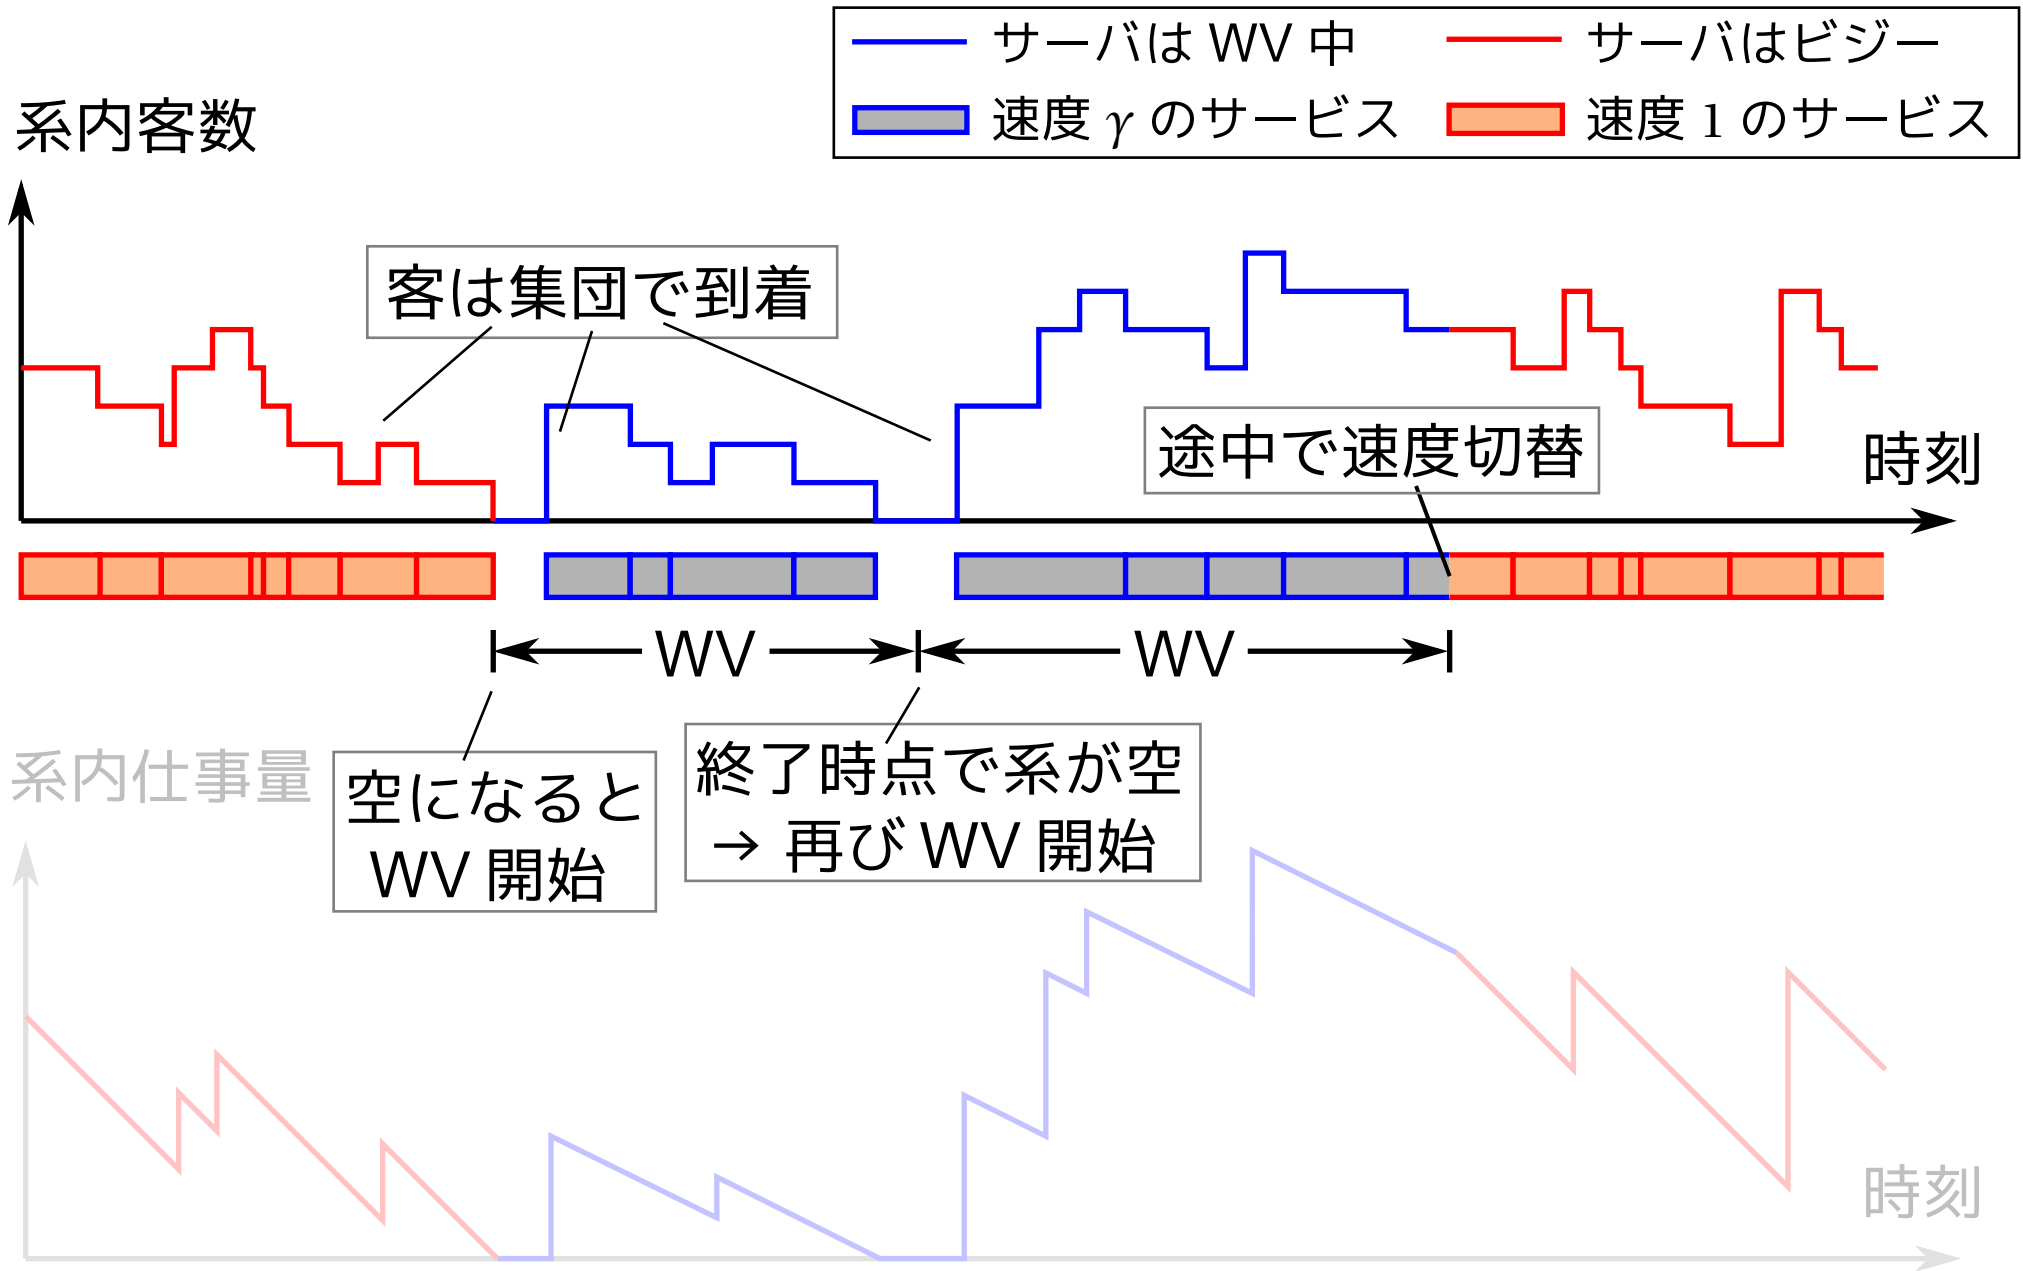 サーバは WV 中
サーバはビジー
速度 γ のサービス
速度 1 のサービス
系内客数
客は集団で到着
途中で速度切替
時刻
WV
WV
空になると
WV 開始
終了時点で系が空
→ 再び WV 開始
系内仕事量
時刻